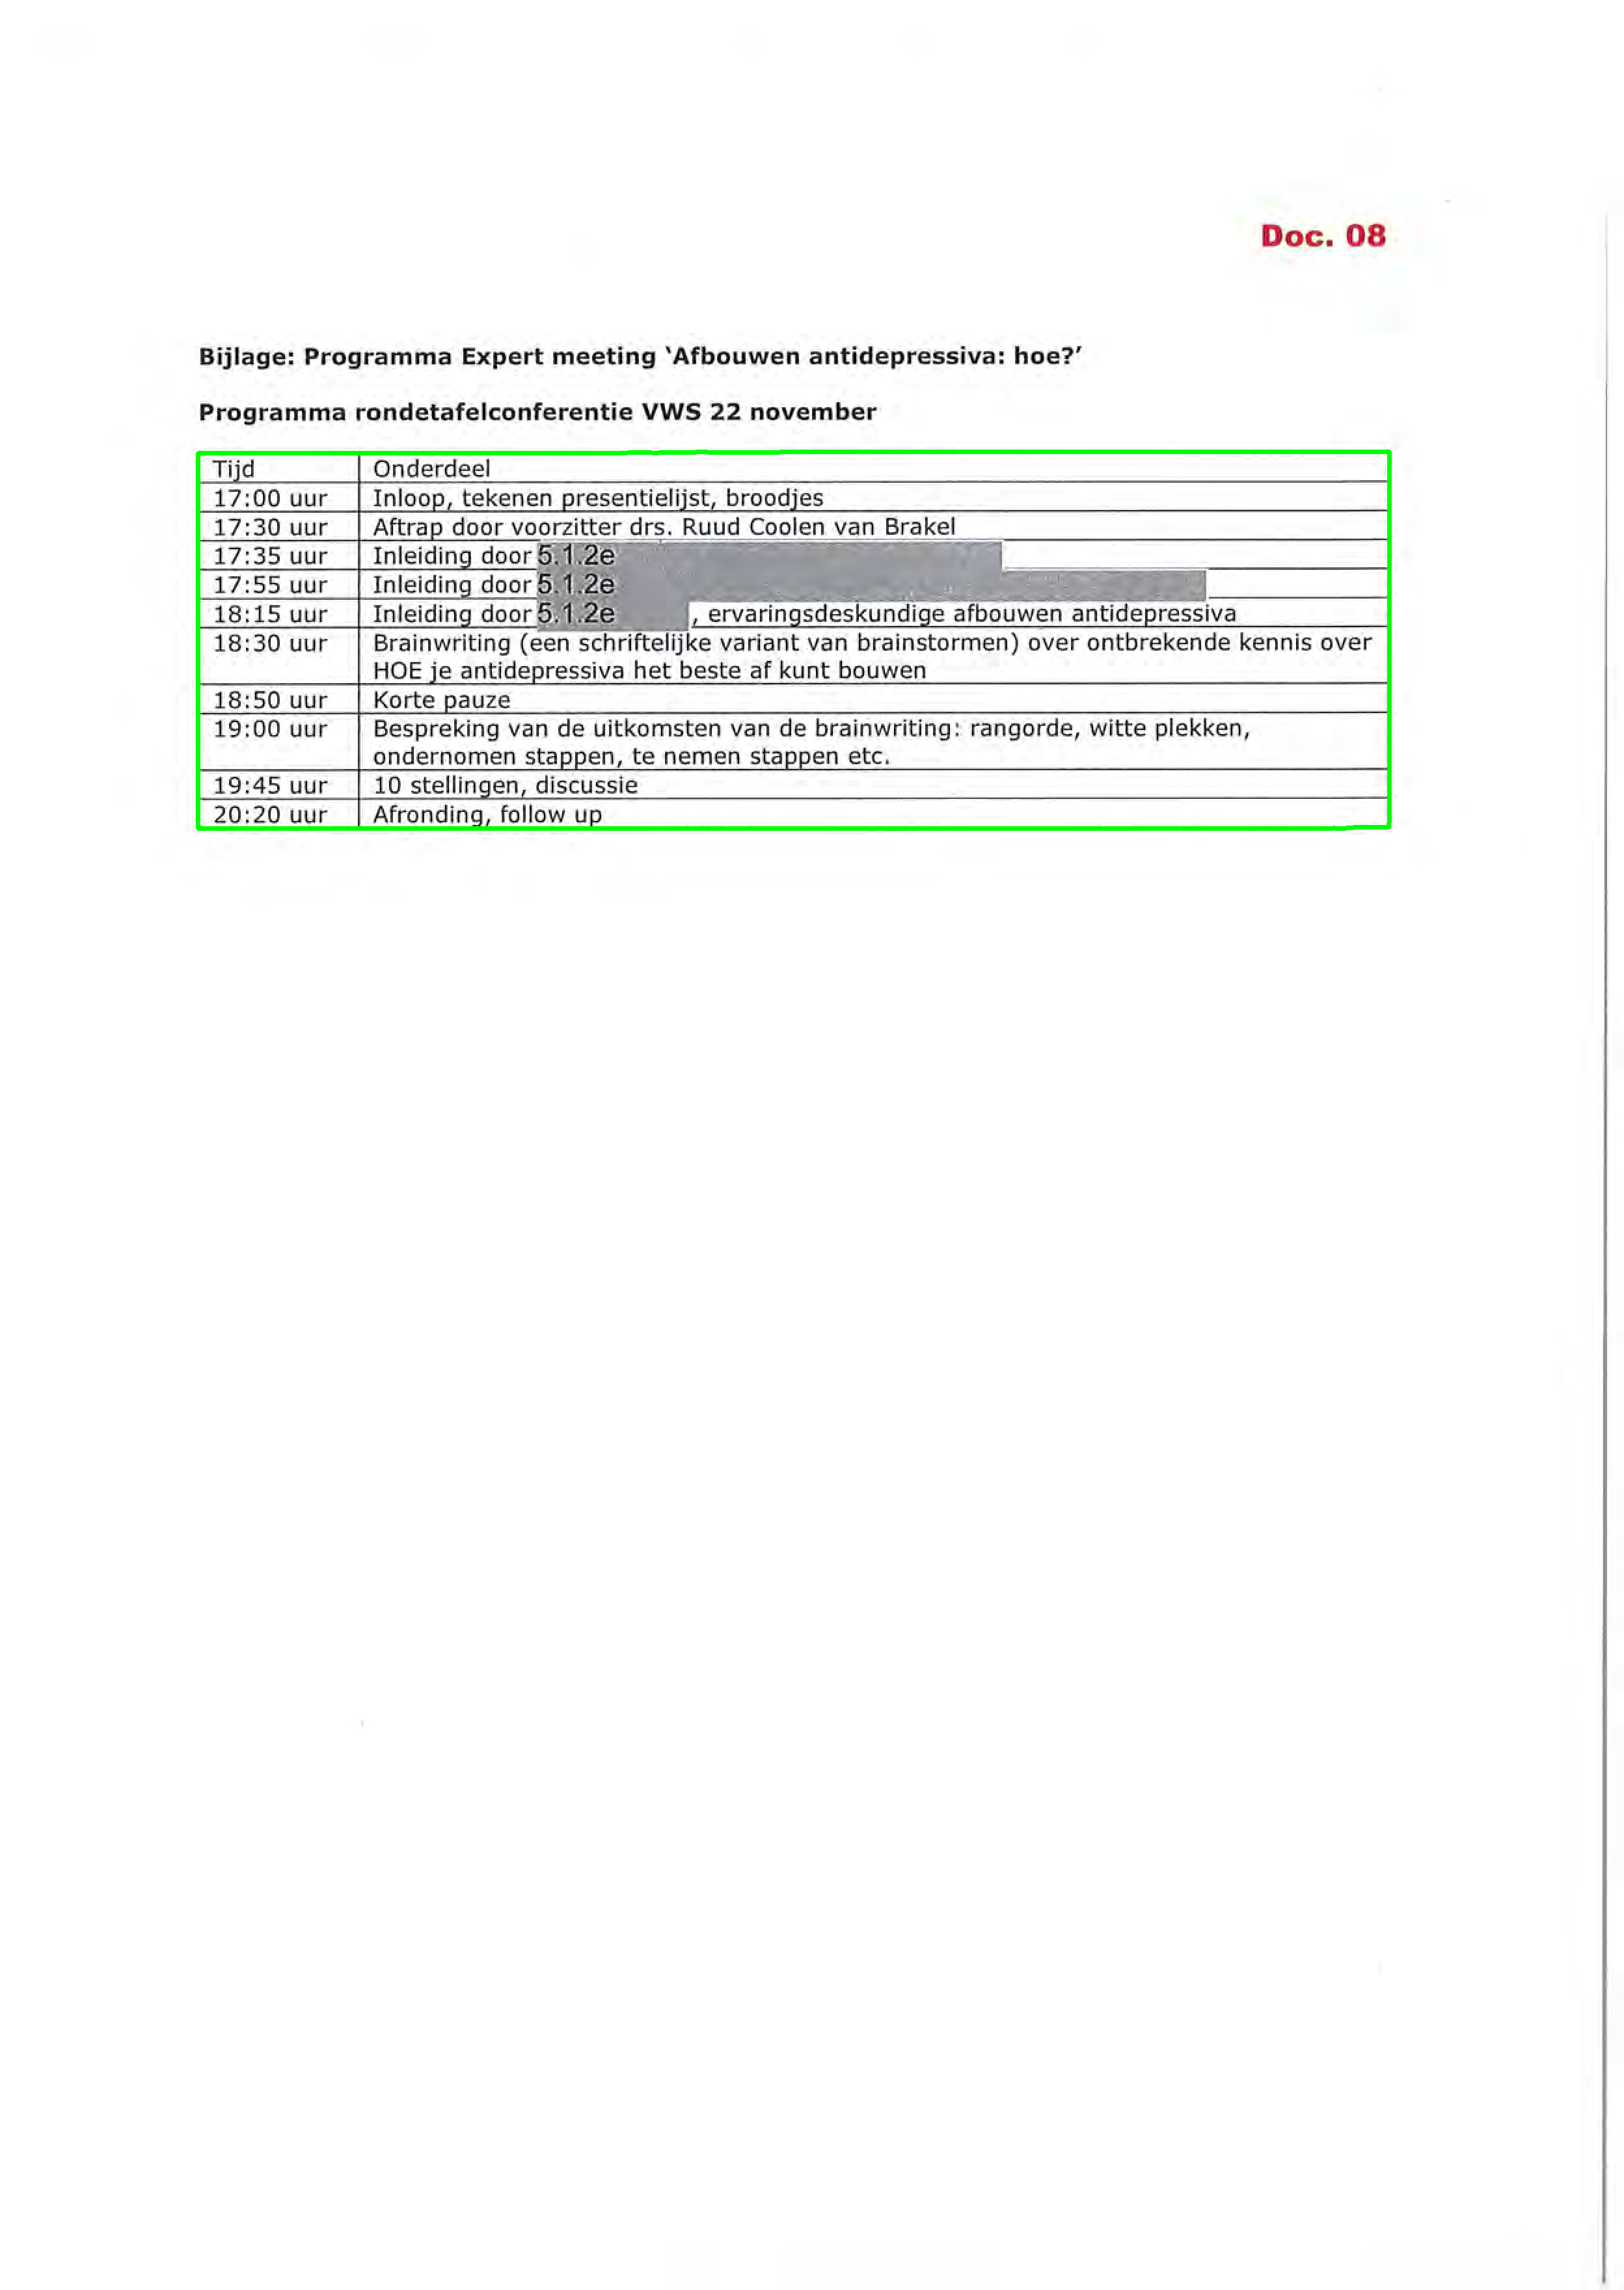 Doc. 08
Bijlage: Programma Expert meeting ‘Afbouwen antidepressiva: hoe?’
Programma rondetafelconferentie VWS 22 november
Tijd Onderdeel
17:00 uur Inloop, tekenen presentielijst, broodjes
17:30 uur Aftrap door voorzitter drs. Ruud Coolen van Brakel
17:35 uur Inleiding door 5.1.2e
17:55 uur Inleiding door 5.1.2e
18:15 uur Inleiding door 5.1.2e , ervaringsdeskundige afbouwen antidepressiva
18:30 uur Brainwriting (een schriftelijke variant van brainstormen) over ontbrekende kennis over
HOE je antidepressiva het beste af kunt bouwen
18:50 uur Korte pauze
19:00 uur Bespreking van de uitkomsten van de brainwriting: rangorde, witte plekken,
ondernomen stappen, te nemen stappen etc.
19:45 uur 10 stellingen, discussie
20:20 uur Afronding, follow up